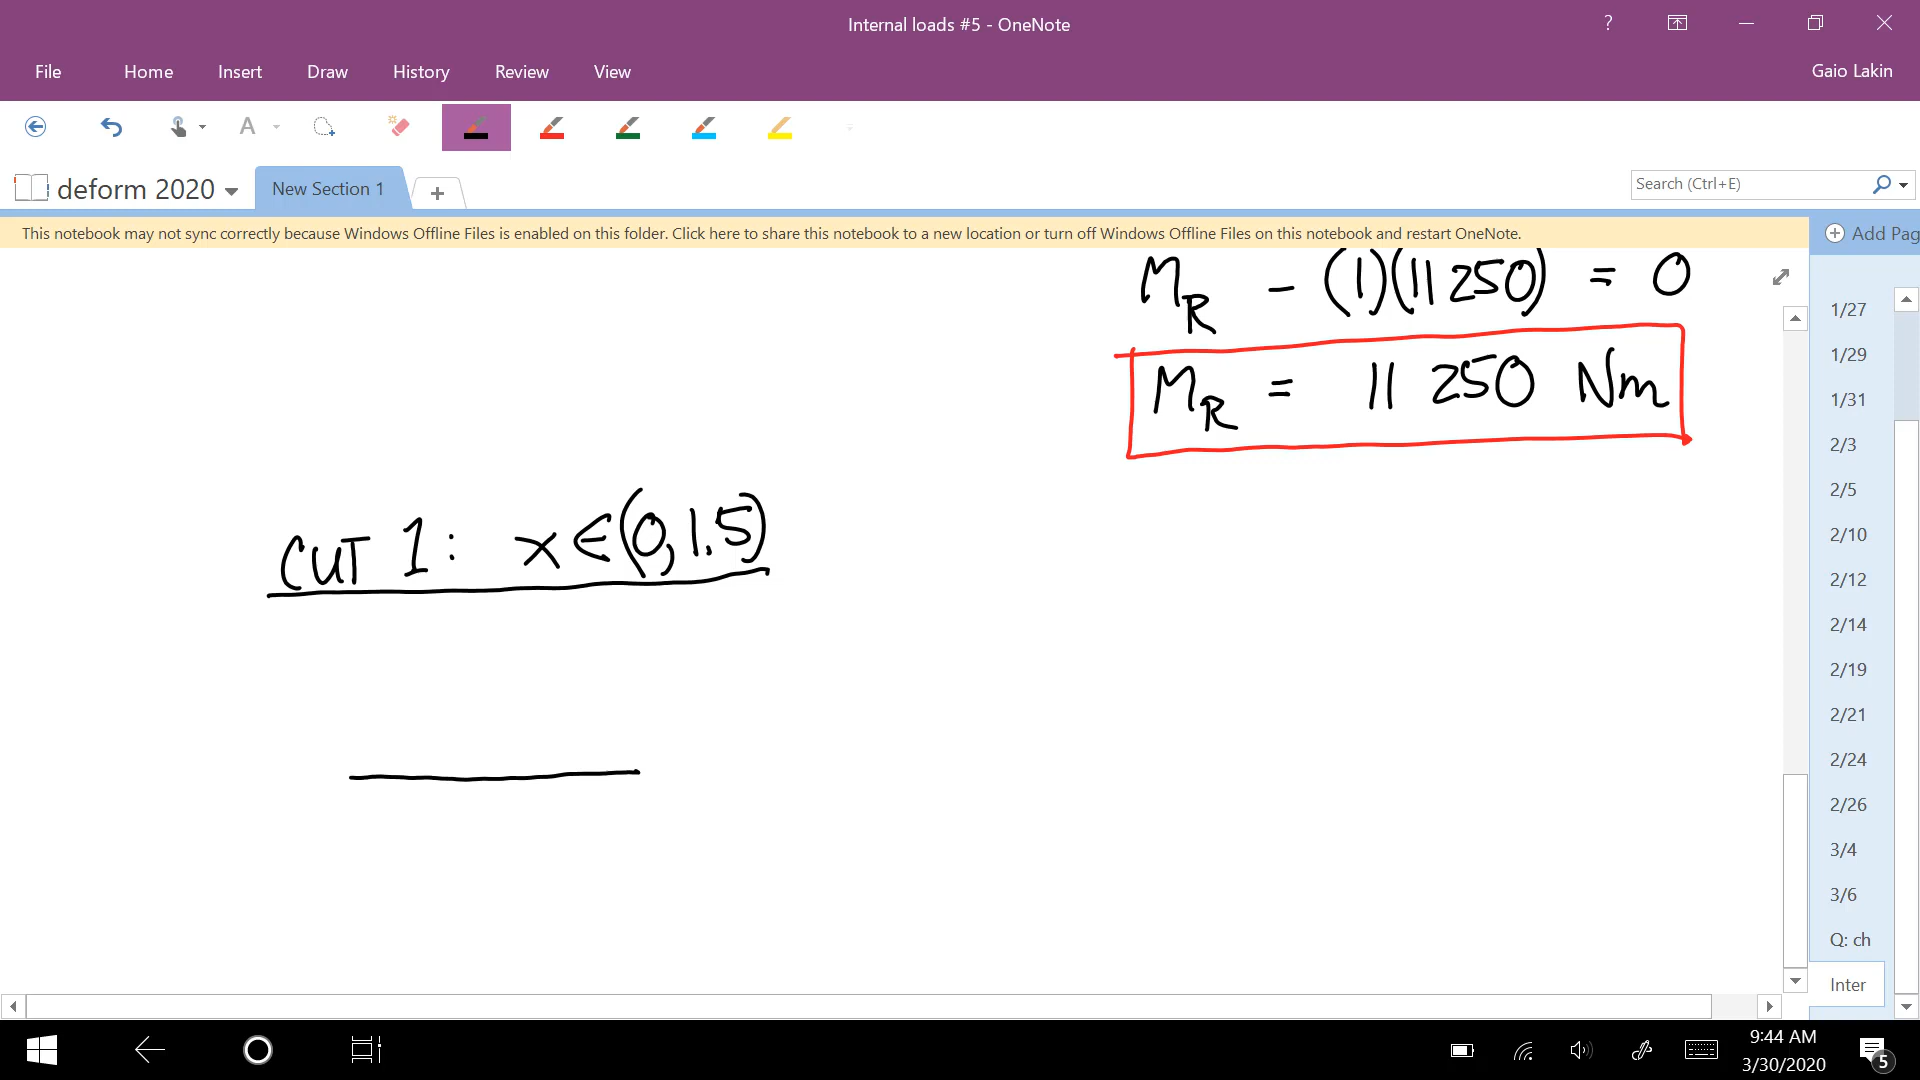 Internal loads #5 - OneNote
?
File Home Insert Draw History Review View
Gaio Lakin
A
deform 2020
New Section 1
+
Search (Ctrl+E)
This notebook may not sync correctly because Windows Offline Files is enabled on this folder. Click here to share this notebook to a new location or turn off Windows Offline Files on this notebook and restart OneNote.
Add Pag
M_R - (1)(11 250) = 0
M_R = 11 250 Nm
CUT 1: x ∈ (0, 1.5)
1/27
1/29
1/31
2/3
2/5
2/10
2/12
2/14
2/19
2/21
2/24
2/26
3/4
3/6
Q: ch
Inter
9:44 AM
3/30/2020
5